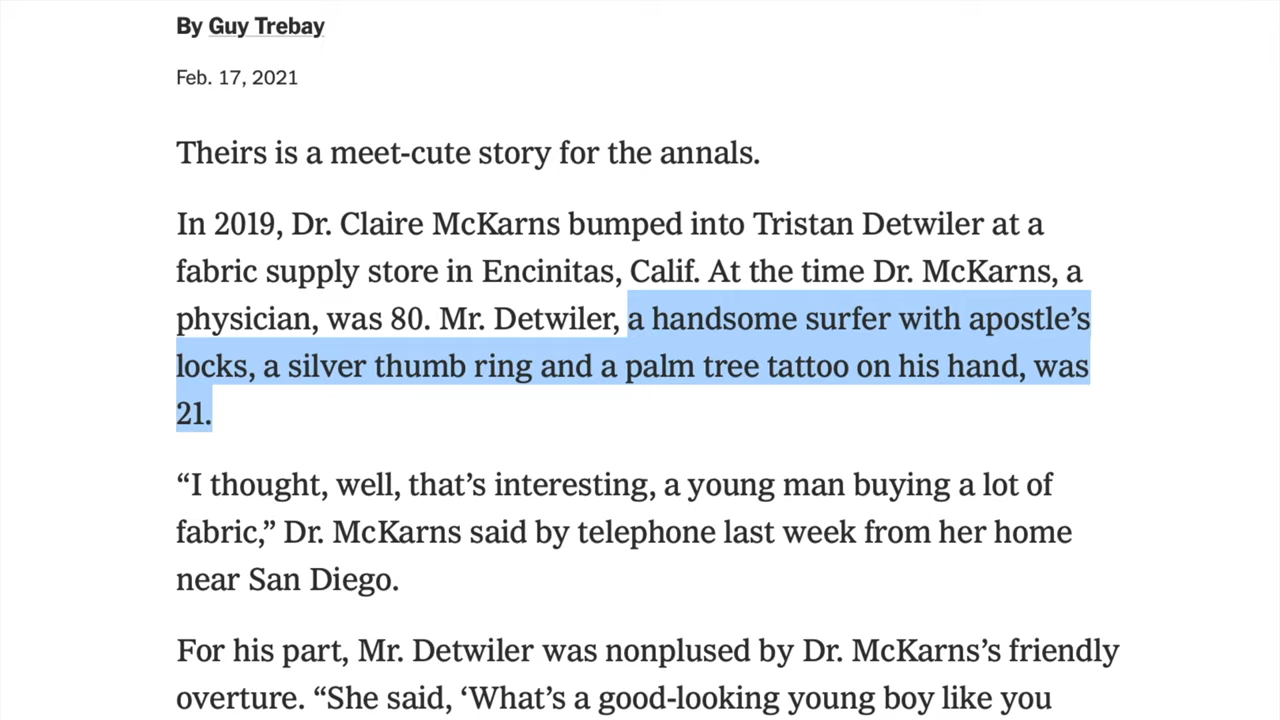 By Guy Trebay
Feb. 17, 2021
Theirs is a meet-cute story for the annals.
In 2019, Dr. Claire McKarns bumped into Tristan Detwiler at a
fabric supply store in Encinitas, Calif. At the time Dr. McKarns, a
physician, was 80. Mr. Detwiler, a handsome surfer with apostle’s
locks, a silver thumb ring and a palm tree tattoo on his hand, was
21.
“I thought, well, that’s interesting, a young man buying a lot of
fabric,” Dr. McKarns said by telephone last week from her home
near San Diego.
For his part, Mr. Detwiler was nonplused by Dr. McKarns’s friendly
overture. “She said, ‘What’s a good-looking young boy like you